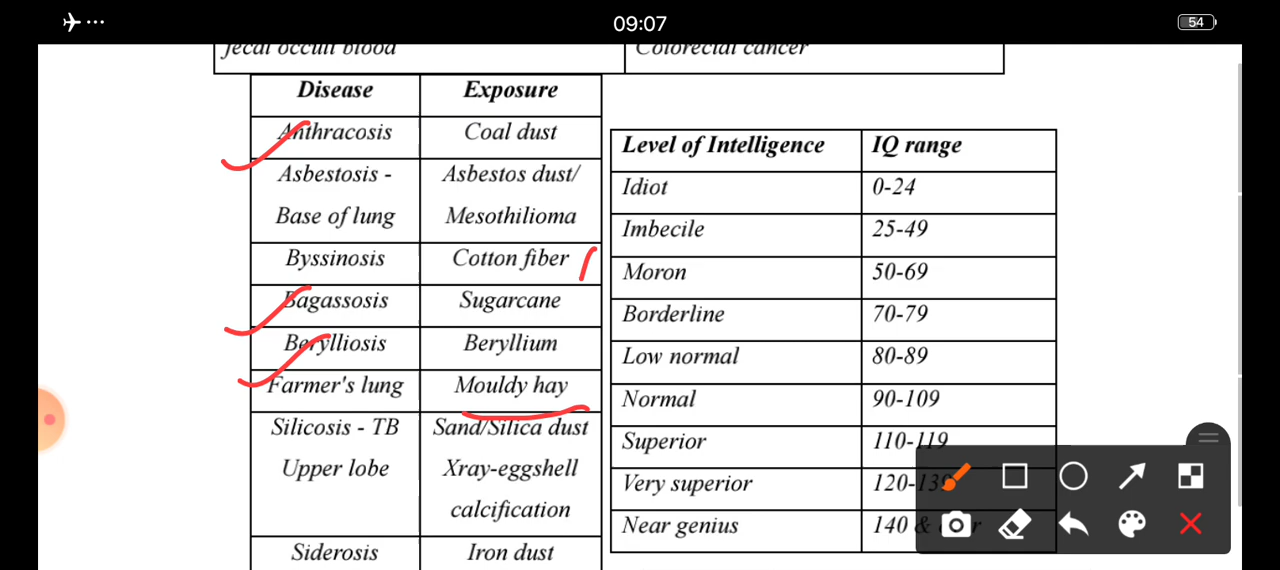 09:07
54
fecal occult blood Colorectal cancer
Disease Exposure
Anthracosis Coal dust
Asbestosis - Asbestos dust/
Base of lung Mesothilioma
Byssinosis Cotton fiber
Bagassosis Sugarcane
Berylliosis Beryllium
Farmer's lung Mouldy hay
Silicosis - TB Sand/Silica dust
Upper lobe Xray-eggshell
calcification
Siderosis Iron dust
Level of Intelligence IQ range
Idiot 0-24
Imbecile 25-49
Moron 50-69
Borderline 70-79
Low normal 80-89
Normal 90-109
Superior 110-119
Very superior 120-139
Near genius 140 &